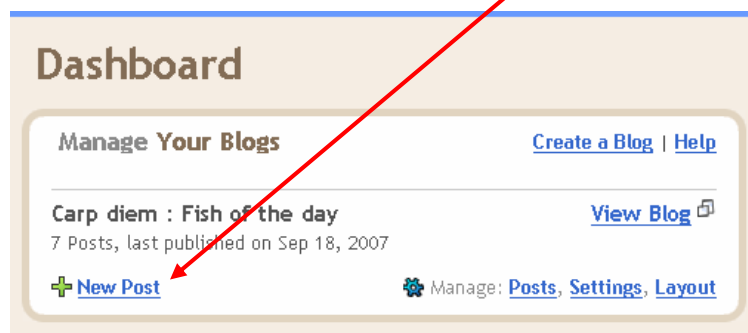 Dashboard
Manage Your Blogs
Create a Blog | Help
Carp diem : Fish of the day
View Blog
7 Posts, last published on Sep 18, 2007
New Post
Manage: Posts, Settings, Layout